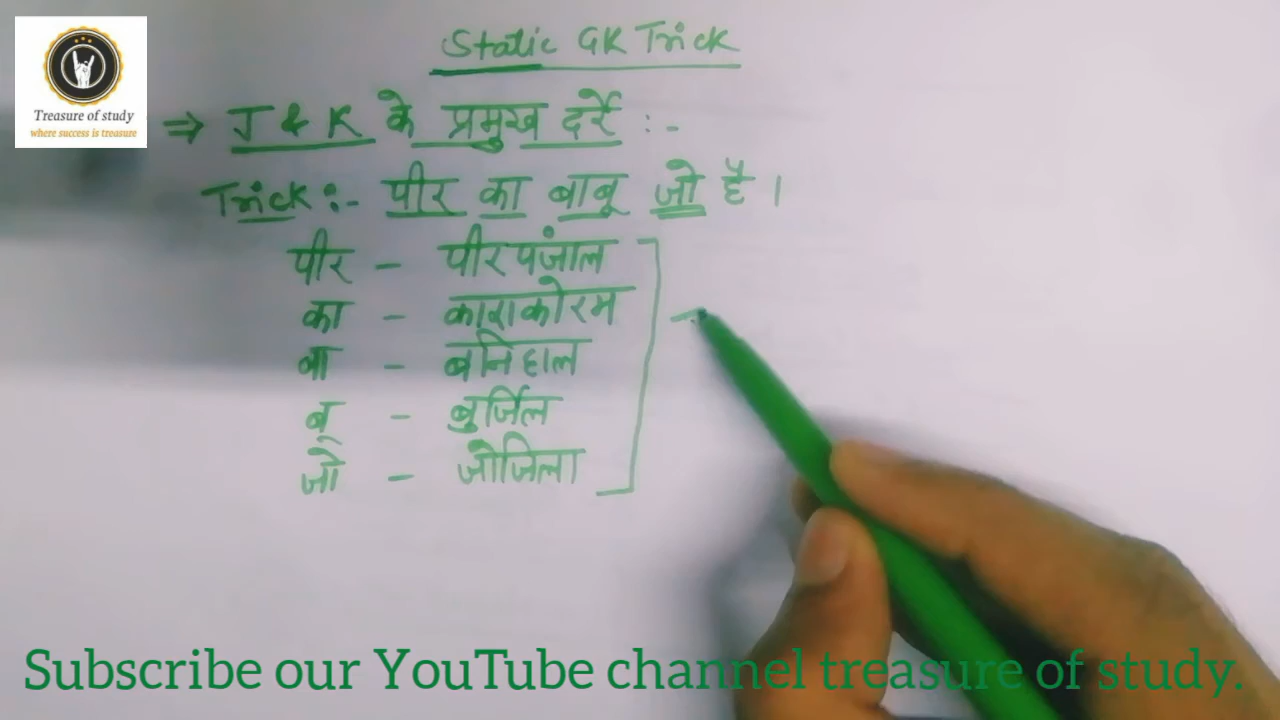 Treasure of study
where success is treasure
Static GK Trick
⇒ J & K के प्रमुख दर्रे :-
Trick :- पीर का बाबू जो है ।
पीर - पीरपंजाल
का - काराकोरम
बा - बनिहाल
बू - बुर्जिल
जो - जोजिला
Subscribe our YouTube channel treasure of study.